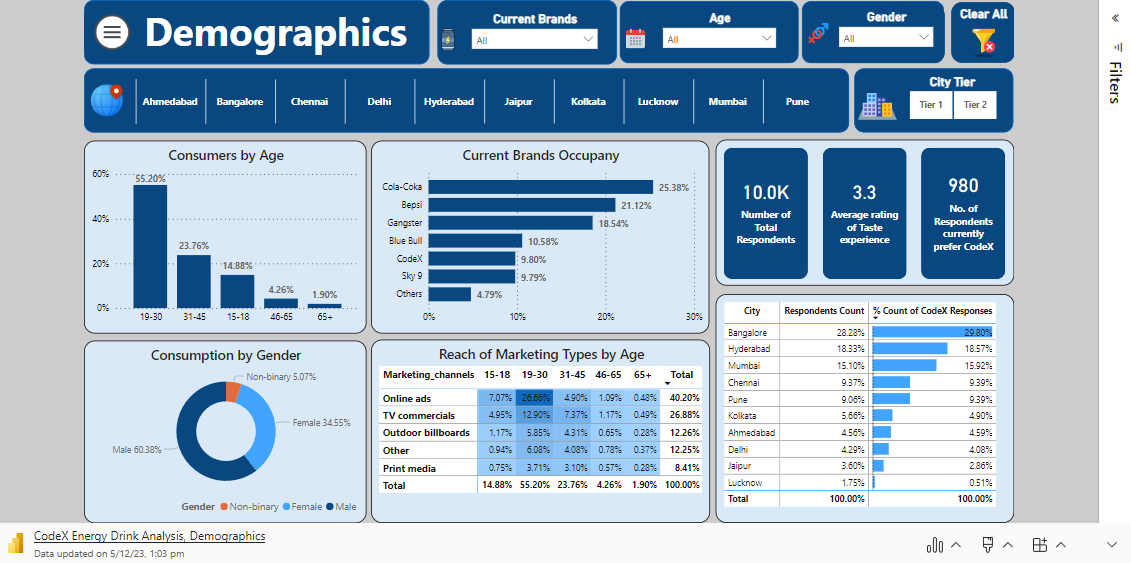 Demographics
Current Brands
All
Age
All
Gender
All
Clear All
Ahmedabad Bangalore Chennai Delhi Hyderabad Jaipur Kolkata Lucknow Mumbai Pune
City Tier
Tier 1 Tier 2
Filters
Consumers by Age
60%
40%
20%
0%
55.20%
23.76%
14.88%
4.26%
1.90%
19-30 31-45 15-18 46-65 65+
Current Brands Occupany
Cola-Coka 25.38%
Bepsi 21.12%
Gangster 18.54%
Blue Bull 10.58%
CodeX 9.80%
Sky 9 9.79%
Others 4.79%
0% 10% 20% 30%
10.0K
Number of
Total
Respondents
3.3
Average rating
of Taste
experience
980
No. of
Respondents
currently
prefer CodeX
Consumption by Gender
Non-binary 5.07%
Female 34.55%
Male 60.38%
Gender Non-binary Female Male
Reach of Marketing Types by Age
Marketing_channels 15-18 19-30 31-45 46-65 65+ Total
Online ads 7.07% 26.66% 4.90% 1.09% 0.48% 40.20%
TV commercials 4.95% 12.90% 7.37% 1.17% 0.49% 26.88%
Outdoor billboards 1.17% 5.85% 4.31% 0.65% 0.28% 12.26%
Other 0.94% 6.08% 4.08% 0.78% 0.37% 12.25%
Print media 0.75% 3.71% 3.10% 0.57% 0.28% 8.41%
Total 14.88% 55.20% 23.76% 4.26% 1.90% 100.00%
City Respondents Count % Count of CodeX Responses
Bangalore 28.28% 29.80%
Hyderabad 18.33% 18.57%
Mumbai 15.10% 15.92%
Chennai 9.37% 9.39%
Pune 9.06% 9.39%
Kolkata 5.66% 4.90%
Ahmedabad 4.56% 4.59%
Delhi 4.29% 4.08%
Jaipur 3.60% 2.86%
Lucknow 1.75% 0.51%
Total 100.00% 100.00%
CodeX Energy Drink Analysis, Demographics
Data updated on 5/12/23, 1:03 pm